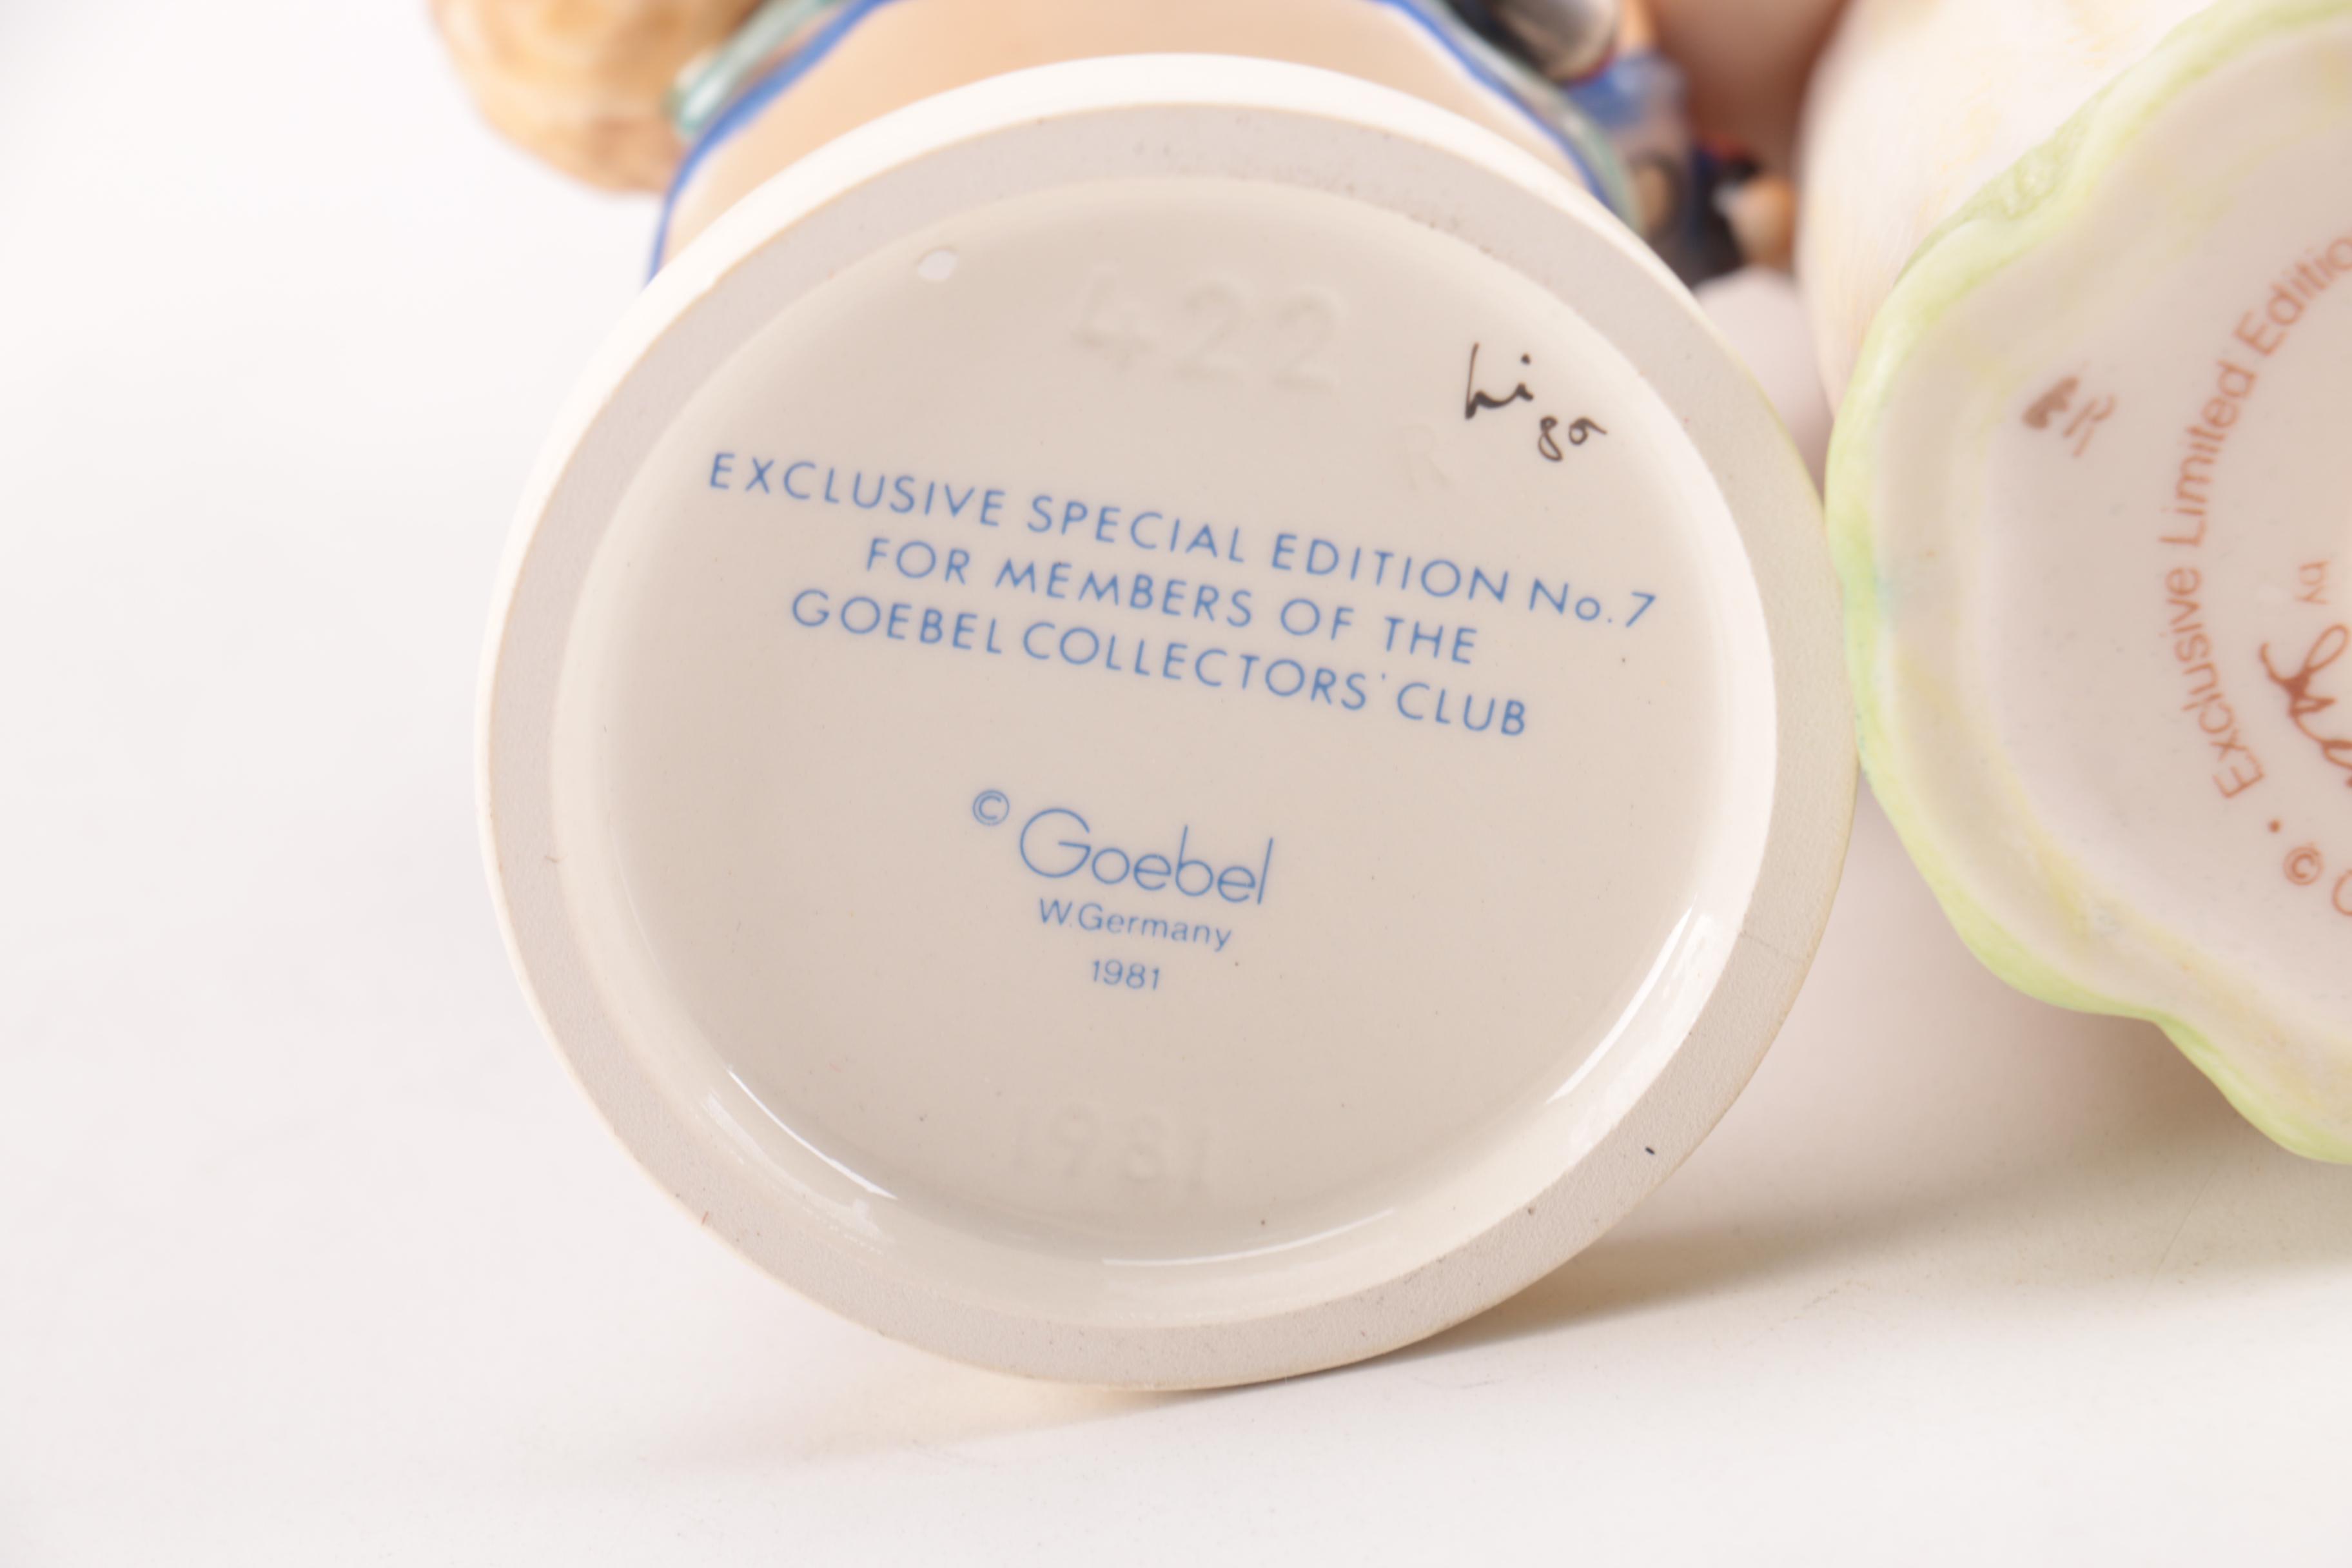 422
higo
R
EXCLUSIVE SPECIAL EDITION No. 7
FOR MEMBERS OF THE
GOEBEL COLLECTORS' CLUB
© Goebel
W.Germany
1981
1981
Exclusive Limited Edition
• ©